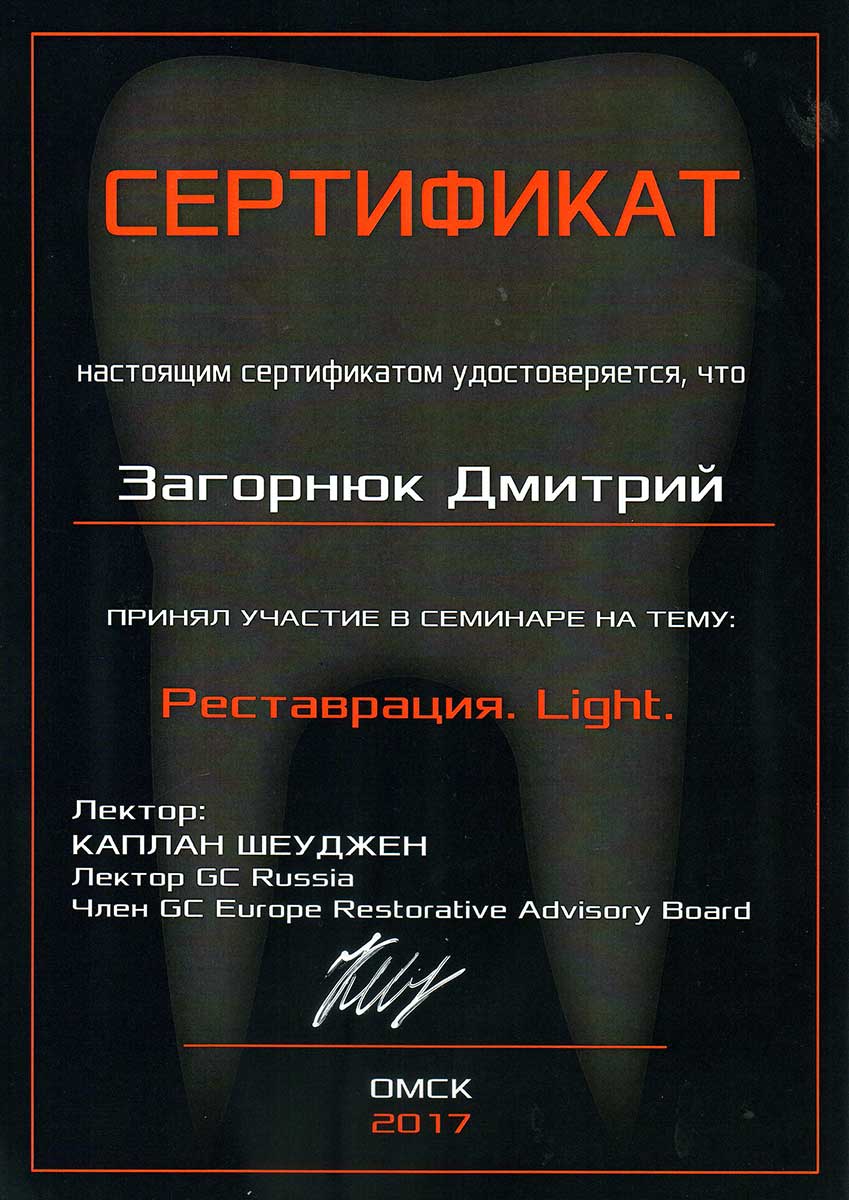 СЕРТИФИКАТ
настоящим сертификатом удостоверяется, что
Загорнюк Дмитрий
ПРИНЯЛ УЧАСТИЕ В СЕМИНАРЕ НА ТЕМУ:
Реставрация. Light.
Лектор:
КАПЛАН ШЕУДЖЕН
Лектор GC Russia
Член GC Europe Restorative Advisory Board
ОМСК
2017